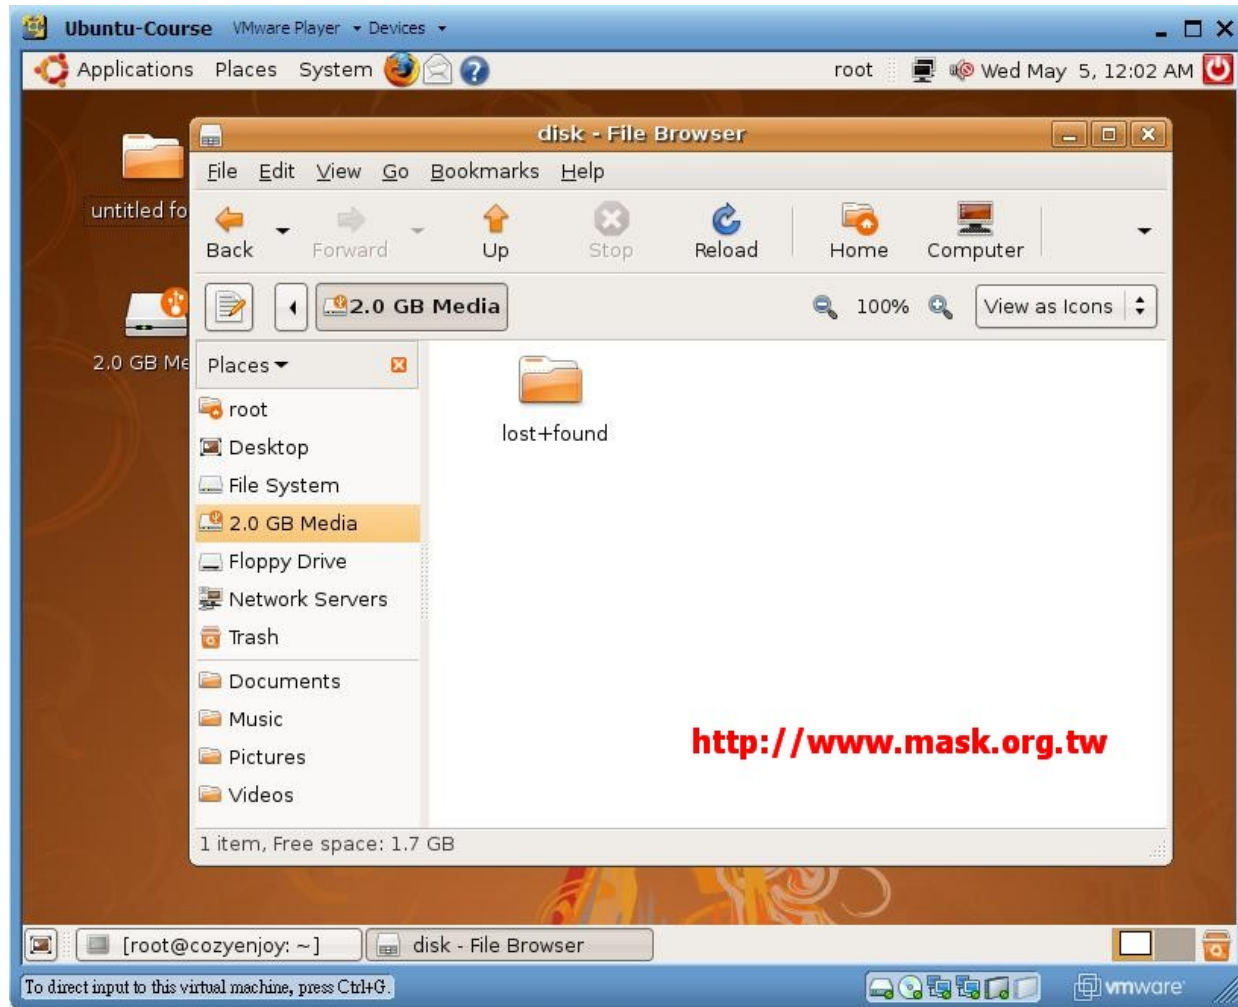 Ubuntu-Course VMware Player Devices
Applications Places System root Wed May 5, 12:02 AM
disk - File Browser
File Edit View Go Bookmarks Help
untitled fo
Back Forward Up Stop Reload Home Computer
2.0 GB Media 100% View as Icons
2.0 GB Me
Places
root
Desktop
File System
2.0 GB Media
Floppy Drive
Network Servers
Trash
Documents
Music
Pictures
Videos
lost+found
http://www.mask.org.tw
1 item, Free space: 1.7 GB
[root@cozyenjoy: ~] disk - File Browser
To direct input to this virtual machine, press Ctrl+G. vmware